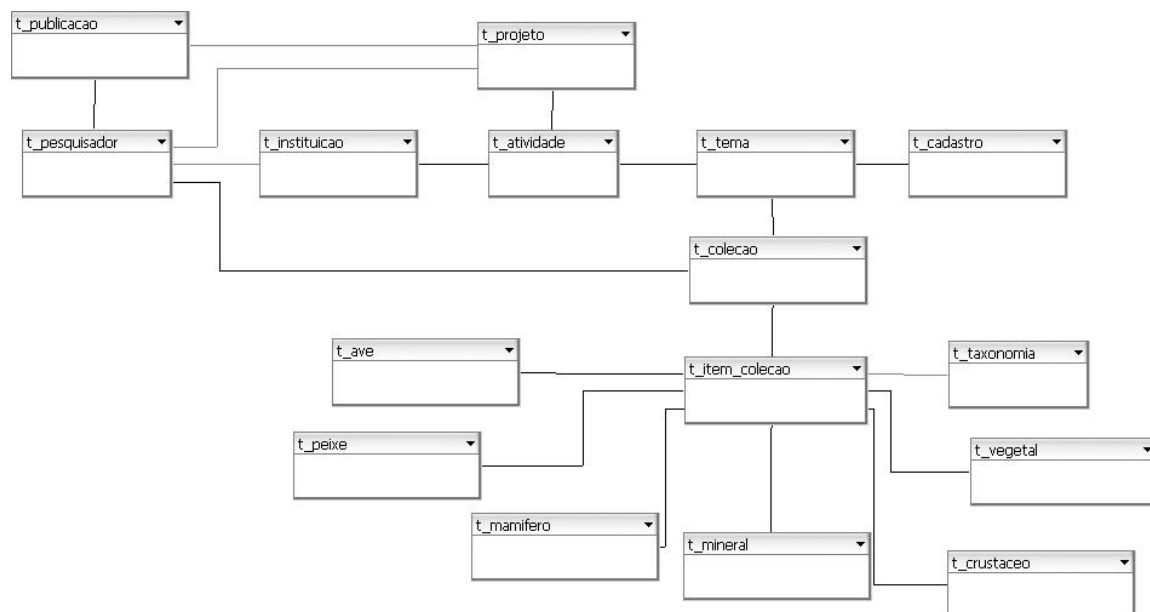 t_publicacao
t_projeto
t_pesquisador
t_instituicao
t_atividade
t_tema
t_cadastro
t_colecao
t_ave
t_item_colecao
t_taxonomia
t_peixe
t_vegetal
t_mamifero
t_mineral
t_crustaceo